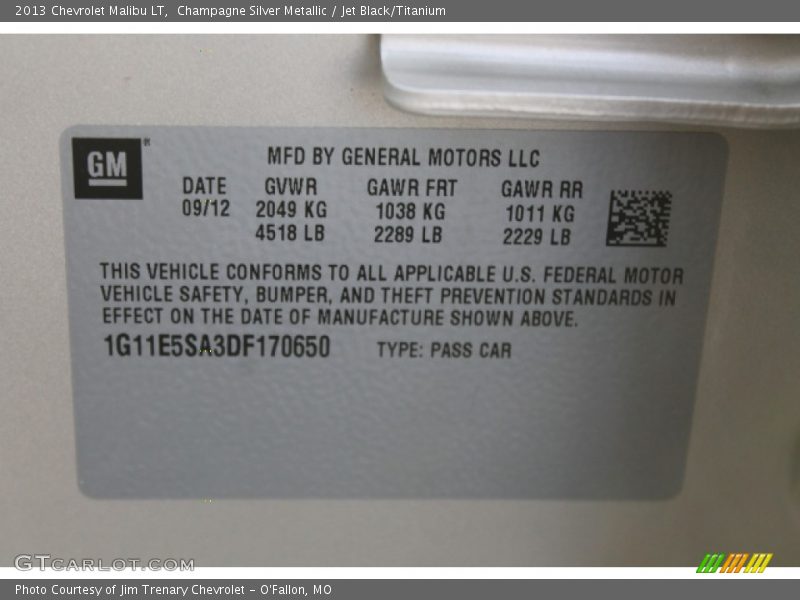 2013 Chevrolet Malibu LT, Champagne Silver Metallic / Jet Black/Titanium
GM®
MFD BY GENERAL MOTORS LLC
DATE GVWR GAWR FRT GAWR RR
09/12 2049 KG 1038 KG 1011 KG
4518 LB 2289 LB 2229 LB
THIS VEHICLE CONFORMS TO ALL APPLICABLE U.S. FEDERAL MOTOR
VEHICLE SAFETY, BUMPER, AND THEFT PREVENTION STANDARDS IN
EFFECT ON THE DATE OF MANUFACTURE SHOWN ABOVE.
1G11E5SA3DF170650 TYPE: PASS CAR
GTCARLOT.COM
Photo Courtesy of Jim Trenary Chevrolet - O'Fallon, MO